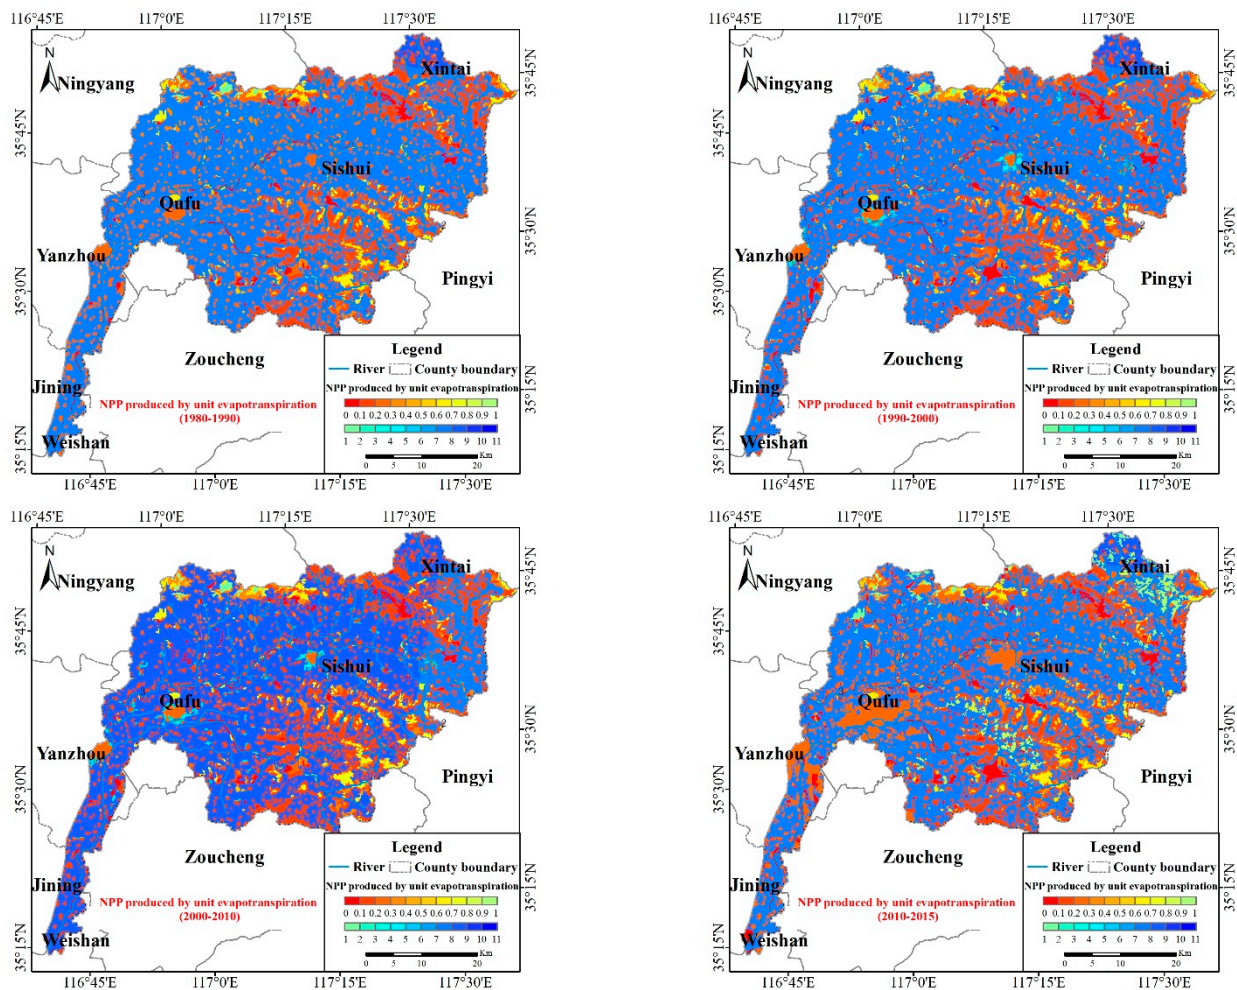 116°45'E 117°0'E 117°15'E 117°30'E
N
Ningyang
Xintai
35°45'N
35°45'N
Sishui
Qufu
35°30'N
Yanzhou
Pingyi
35°30'N
Zoucheng
Legend
River County boundary
NPP produced by unit evapotranspiration
Jining
35°15'N
NPP produced by unit evapotranspiration
(1980-1990)
0 0.1 0.2 0.3 0.4 0.5 0.6 0.7 0.8 0.9 1
1 2 3 4 5 6 7 8 9 10 11
Weishan
35°15'N
0 5 10 20 Km
116°45'E 117°0'E 117°15'E 117°30'E
116°45'E 117°0'E 117°15'E 117°30'E
N
Ningyang
Xintai
35°45'N
35°45'N
Sishui
Qufu
35°30'N
Yanzhou
Pingyi
35°30'N
Zoucheng
Legend
River County boundary
NPP produced by unit evapotranspiration
Jining
35°15'N
NPP produced by unit evapotranspiration
(1990-2000)
0 0.1 0.2 0.3 0.4 0.5 0.6 0.7 0.8 0.9 1
1 2 3 4 5 6 7 8 9 10 11
Weishan
35°15'N
0 5 10 20 Km
116°45'E 117°0'E 117°15'E 117°30'E
116°45'E 117°0'E 117°15'E 117°30'E
N
Ningyang
Xintai
35°45'N
35°45'N
Sishui
Qufu
35°30'N
Yanzhou
Pingyi
35°30'N
Zoucheng
Legend
River County boundary
NPP produced by unit evapotranspiration
Jining
35°15'N
NPP produced by unit evapotranspiration
(2000-2010)
0 0.1 0.2 0.3 0.4 0.5 0.6 0.7 0.8 0.9 1
1 2 3 4 5 6 7 8 9 10 11
Weishan
35°15'N
0 5 10 20 Km
116°45'E 117°0'E 117°15'E 117°30'E
116°45'E 117°0'E 117°15'E 117°30'E
N
Ningyang
Xintai
35°45'N
35°45'N
Sishui
Qufu
35°30'N
Yanzhou
Pingyi
35°30'N
Zoucheng
Legend
River County boundary
NPP produced by unit evapotranspiration
Jining
35°15'N
NPP produced by unit evapotranspiration
(2010-2015)
0 0.1 0.2 0.3 0.4 0.5 0.6 0.7 0.8 0.9 1
1 2 3 4 5 6 7 8 9 10 11
Weishan
35°15'N
0 5 10 20 Km
116°45'E 117°0'E 117°15'E 117°30'E